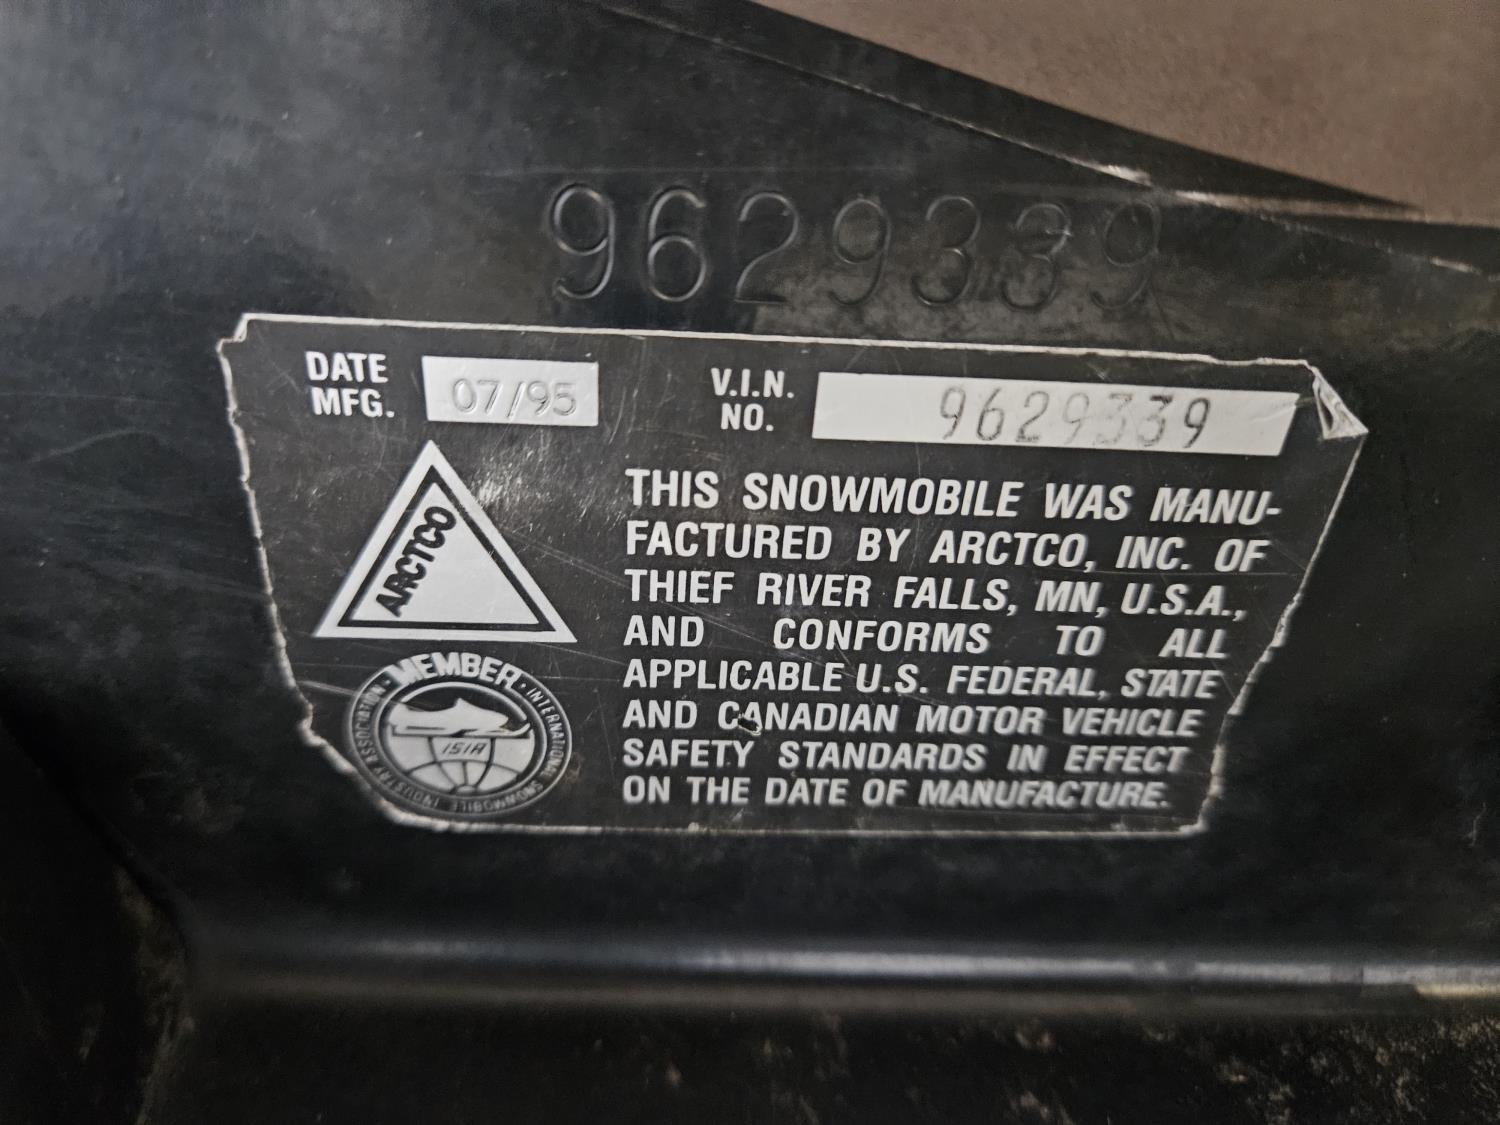 9629339
DATE
MFG.
07/95
V.I.N.
NO.
9629339
ARCTCO
THIS SNOWMOBILE WAS MANU-
FACTURED BY ARCTCO, INC. OF
THIEF RIVER FALLS, MN, U.S.A.,
AND CONFORMS TO ALL
APPLICABLE U.S. FEDERAL, STATE
AND CANADIAN MOTOR VEHICLE
SAFETY STANDARDS IN EFFECT
ON THE DATE OF MANUFACTURE.
MEMBER
· INTERNATIONAL SNOWMOBILE INDUSTRY ASSOCIATION ·
ISIA